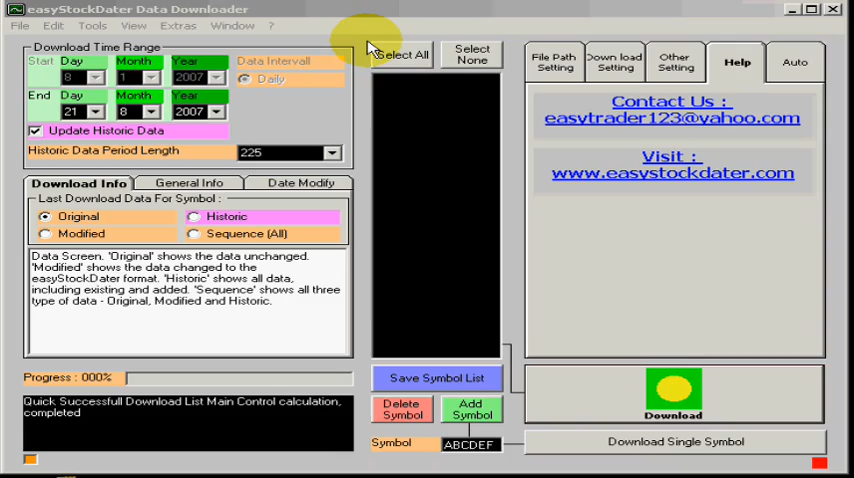 easyStockDater Data Downloader
File Edit Tools View Extras Window ?
Download Time Range
Start Day Month Year Data Intervall
8 1 2007 Daily
End Day Month Year
21 8 2007
Update Historic Data
Historic Data Period Length 225
Download Info General Info Date Modify
Last Download Data For Symbol :
Original Historic
Modified Sequence (All)
Data Screen. 'Original' shows the data unchanged.
'Modified' shows the data changed to the
easyStockDater format. 'Historic' shows all data,
including existing and added. 'Sequence' shows all three
type of data - Original, Modified and Historic.
Progress : 000%
Quick Successfull Download List Main Control calculation,
completed
Select All
Select
None
Save Symbol List
Delete
Symbol
Add
Symbol
Symbol ABCDEF
File Path
Setting
Down load
Setting
Other
Setting
Help
Auto
Contact Us :
easytrader123@yahoo.com
Visit :
www.easystockdater.com
Download
Download Single Symbol